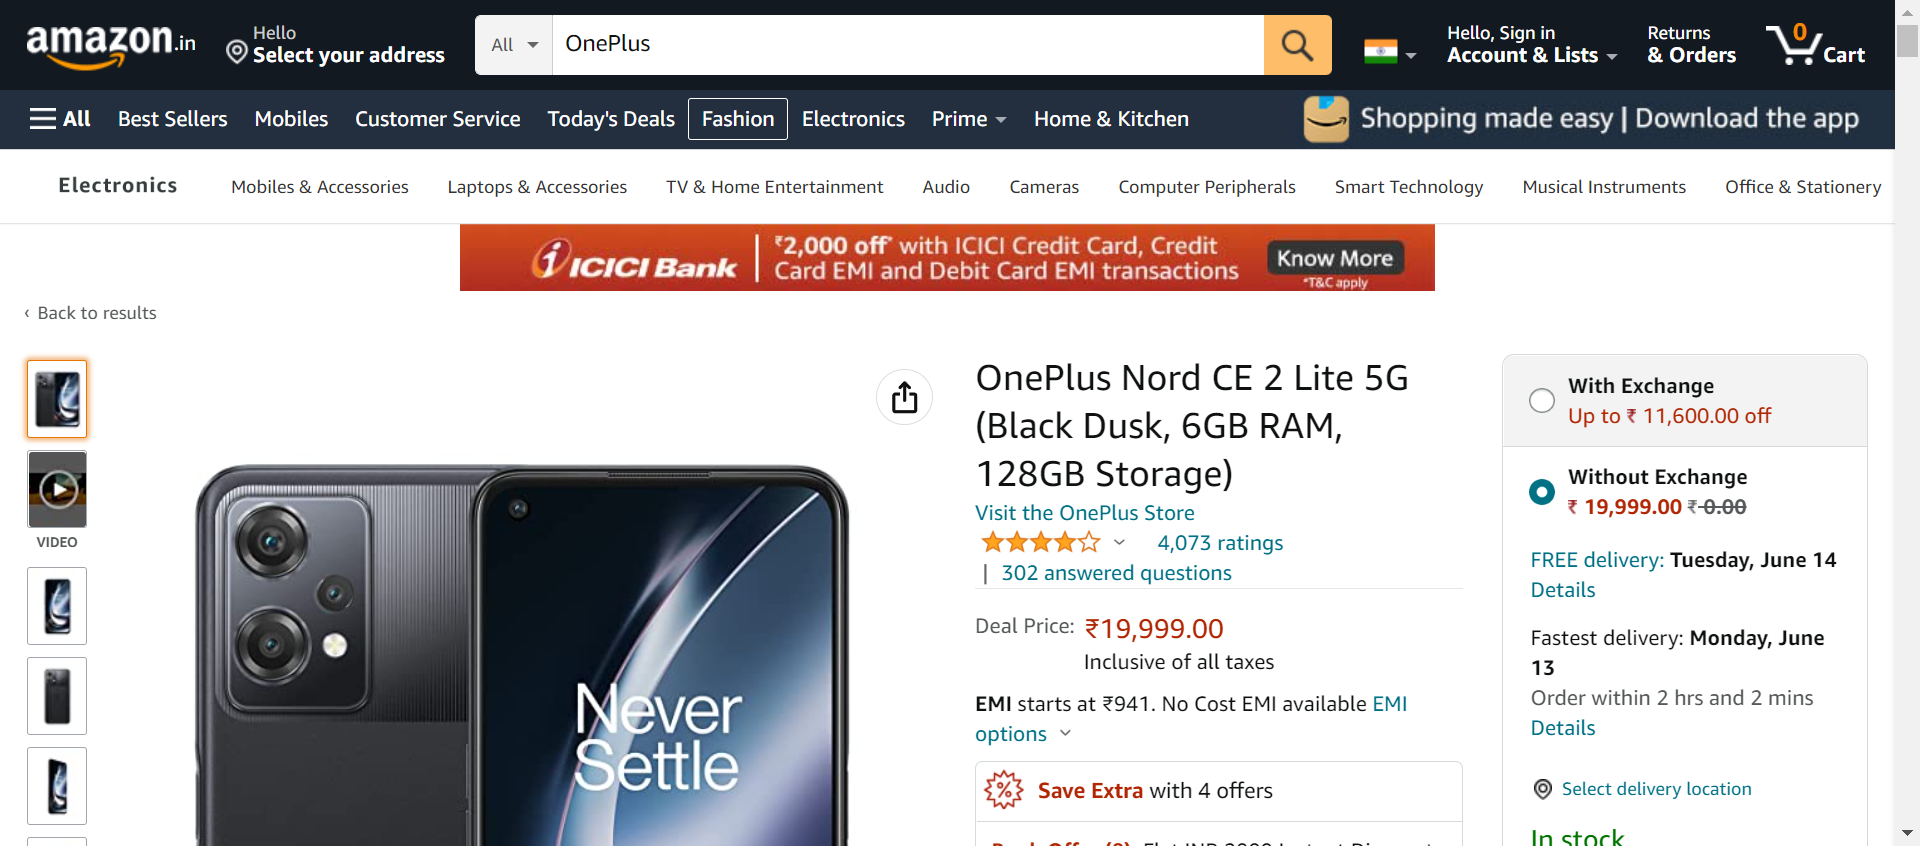 amazon.in
Hello
Select your address
All
OnePlus
Hello, Sign in
Account & Lists
Returns
& Orders
0
Cart
All
Best Sellers
Mobiles
Customer Service
Today's Deals
Fashion
Electronics
Prime
Home & Kitchen
Shopping made easy | Download the app
Electronics
Mobiles & Accessories
Laptops & Accessories
TV & Home Entertainment
Audio
Cameras
Computer Peripherals
Smart Technology
Musical Instruments
Office & Stationery
ICICI Bank
₹2,000 off* with ICICI Credit Card, Credit
Card EMI and Debit Card EMI transactions
Know More
*T&C apply
‹ Back to results
VIDEO
Never
Settle
OnePlus Nord CE 2 Lite 5G
(Black Dusk, 6GB RAM,
128GB Storage)
Visit the OnePlus Store
4,073 ratings
| 302 answered questions
Deal Price: ₹19,999.00
Inclusive of all taxes
EMI starts at ₹941. No Cost EMI available EMI
options
Save Extra with 4 offers
With Exchange
Up to ₹ 11,600.00 off
Without Exchange
₹ 19,999.00 ₹ 0.00
FREE delivery: Tuesday, June 14
Details
Fastest delivery: Monday, June
13
Order within 2 hrs and 2 mins
Details
Select delivery location
In stock